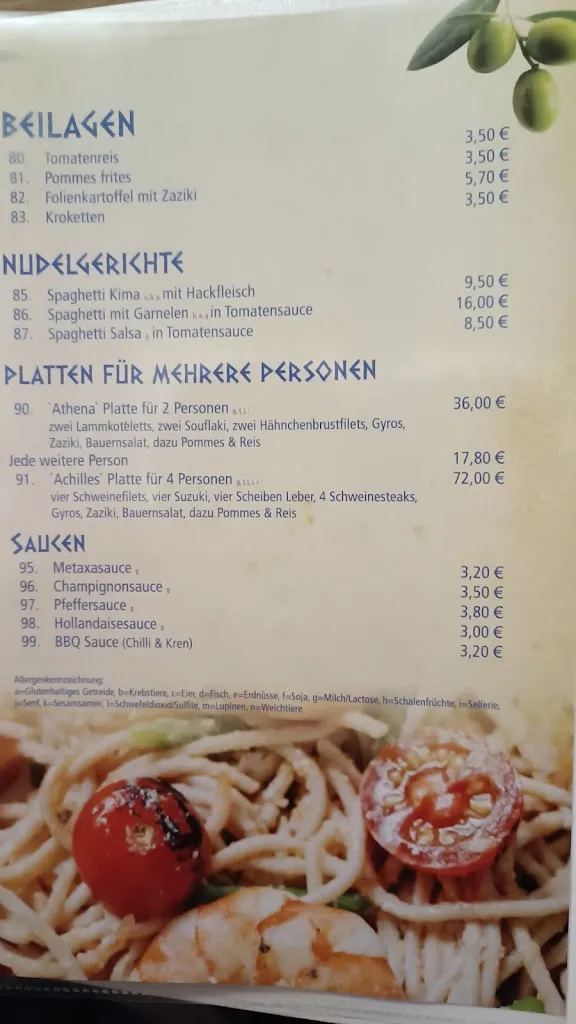 BEILAGEN
80. Tomatenreis 3,50 €
81. Pommes frites 3,50 €
82. Folienkartoffel mit Zaziki 5,70 €
83. Kroketten 3,50 €
NUDELGERICHTE
85. Spaghetti Kima mit Hackfleisch 9,50 €
86. Spaghetti mit Garnelen in Tomatensauce 16,00 €
87. Spaghetti Salsa g in Tomatensauce 8,50 €
PLATTEN FÜR MEHRERE PERSONEN
90. 'Athena' Platte für 2 Personen 36,00 €
zwei Lammkoteletts, zwei Souflaki, zwei Hähnchenbrustfilets, Gyros,
Zaziki, Bauernsalat, dazu Pommes & Reis
Jede weitere Person 17,80 €
91. 'Achilles' Platte für 4 Personen 72,00 €
vier Schweinefilets, vier Suzuki, vier Scheiben Leber, 4 Schweinesteaks,
Gyros, Zaziki, Bauernsalat, dazu Pommes & Reis
SAUCEN
95. Metaxasauce g 3,20 €
96. Champignonsauce g 3,50 €
97. Pfeffersauce g 3,80 €
98. Hollandaisesauce g 3,00 €
99. BBQ Sauce (Chilli & Kren) 3,20 €
Allergenkennzeichnung:
a=Glutenhaltiges Getreide, b=Krebstiere, c=Eier, d=Fisch, e=Erdnüsse, f=Soja, g=Milch/Lactose, h=Schalenfrüchte, i=Sellerie,
j=Senf, k=Sesamsamen, l=Schwefeldioxid/Sulfite, m=Lupinen, n=Weichtiere